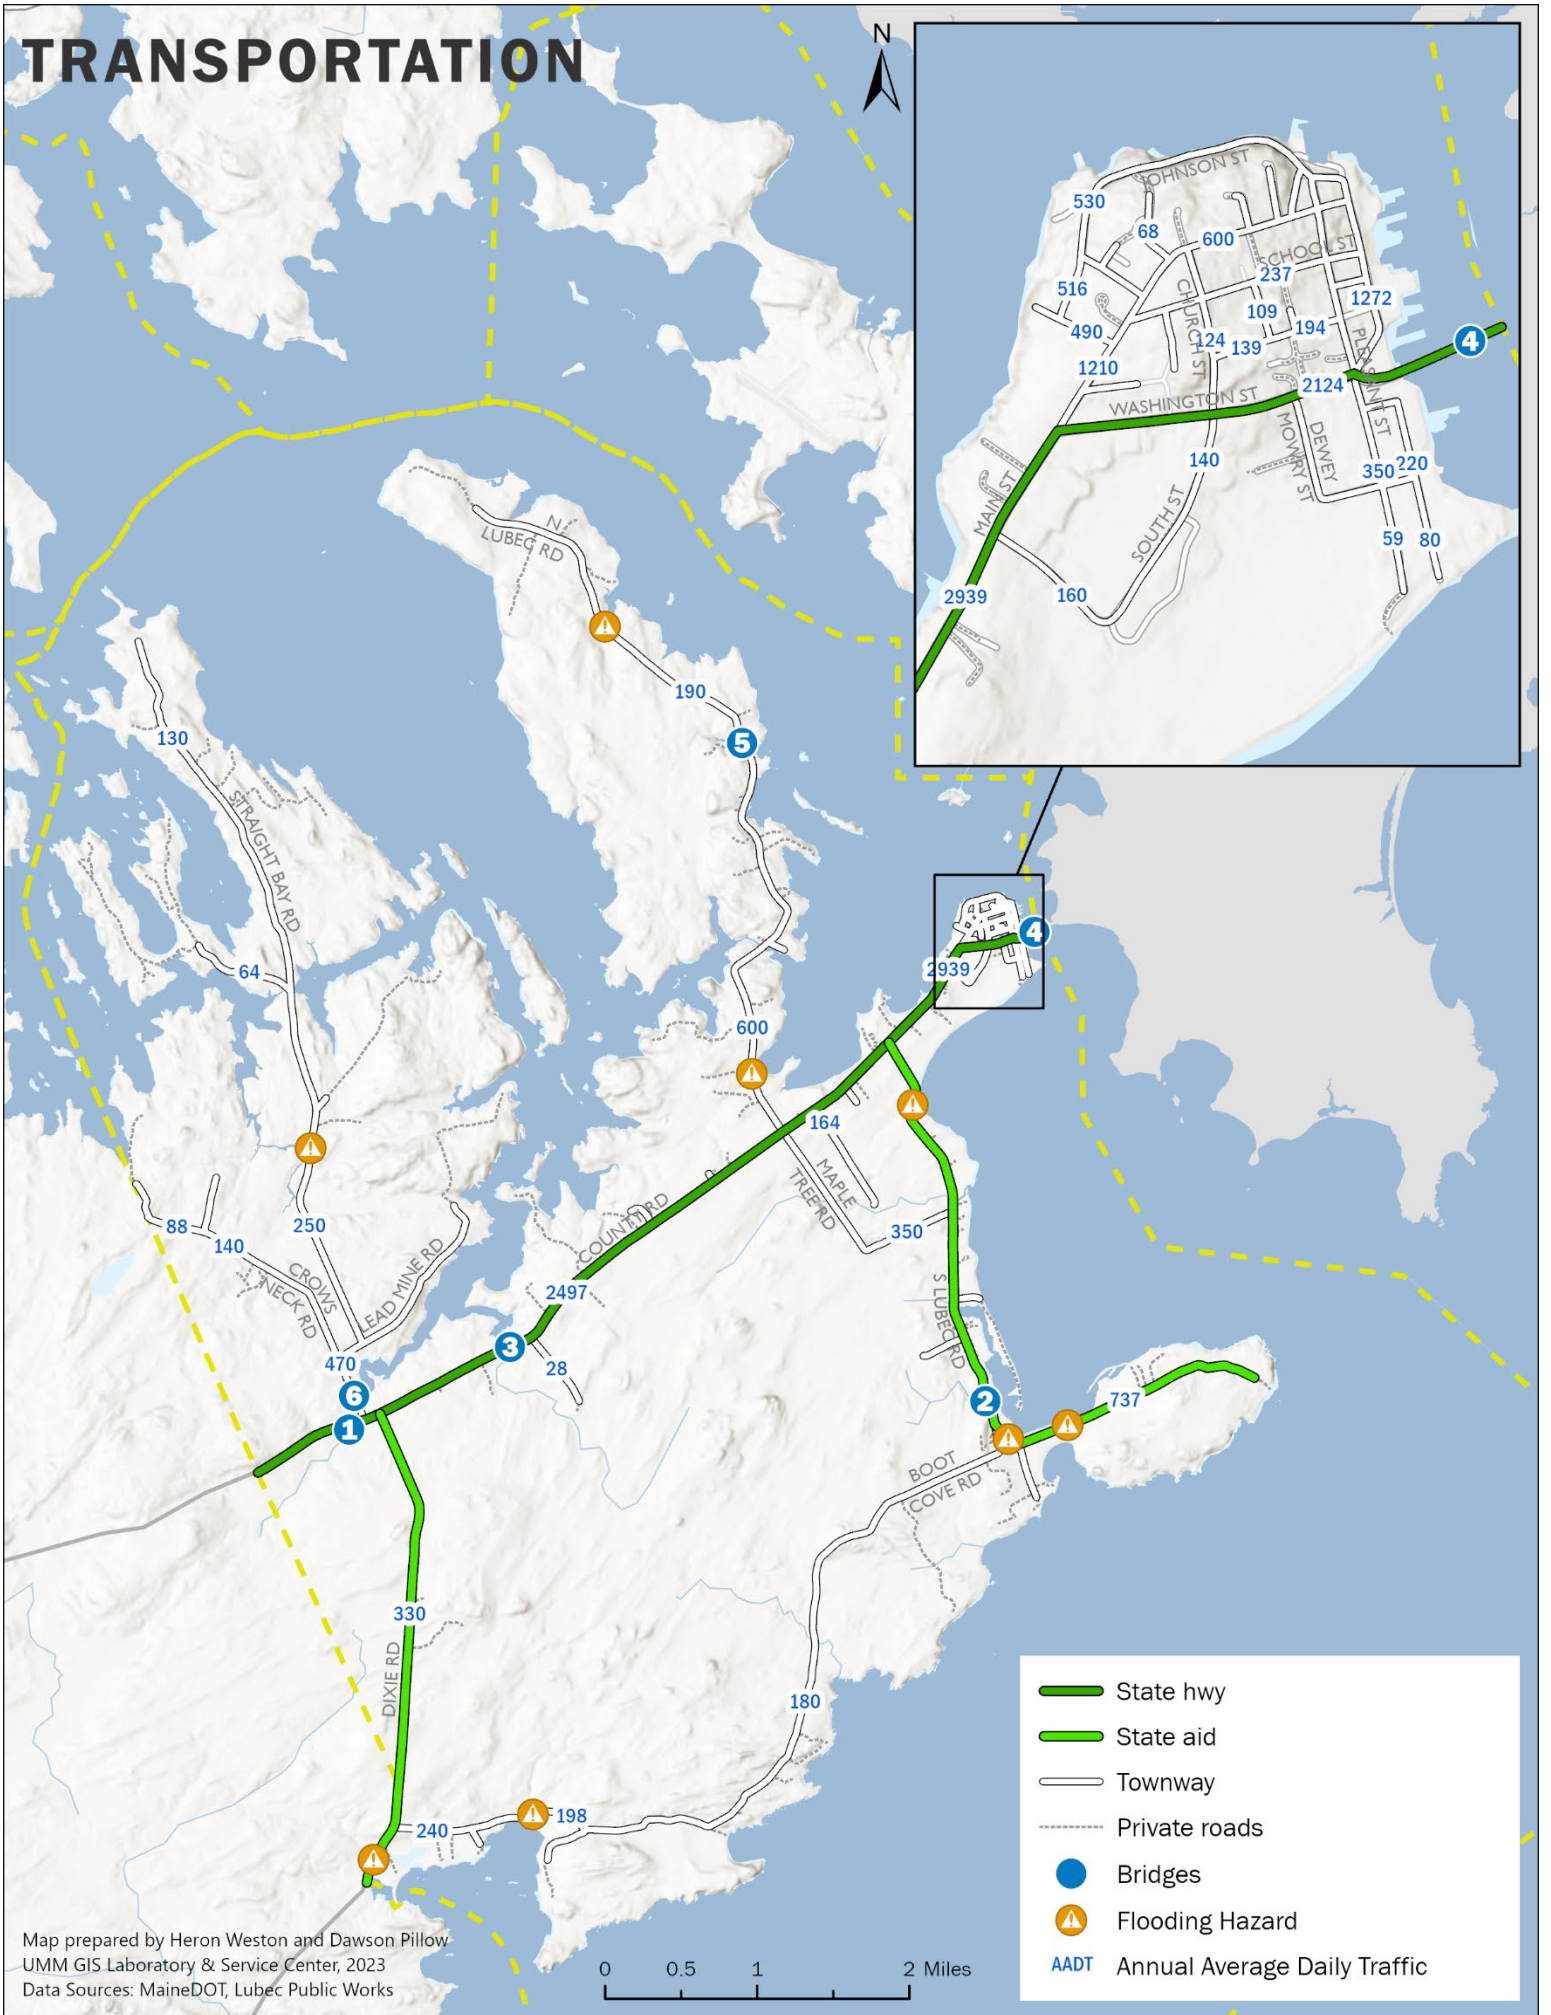 TRANSPORTATION
N
JOHNSON ST
530
68
600
SCHOOL ST
237
516
1272
CHURCH ST
109
490
194
124
139
4
1210
PLEASANT ST
2124
WASHINGTON ST
MOWRY ST
DEWEY
140
350
220
MAIN ST
SOUTH ST
59
80
2939
160
N
LUBEC RD
190
5
130
STRAIGHT BAY RD
64
4
2939
600
164
MAPLE
TREE RD
350
88
140
250
CROWS
NECK RD
LEAD MINE RD
COUNTY RD
2497
S LUBEC RD
3
28
470
6
1
2
737
BOOT
COVE RD
330
DIXIE RD
180
240
198
State hwy
State aid
Townway
Private roads
Bridges
Flooding Hazard
AADT Annual Average Daily Traffic
Map prepared by Heron Weston and Dawson Pillow
UMM GIS Laboratory & Service Center, 2023
Data Sources: MaineDOT, Lubec Public Works
0 0.5 1 2 Miles